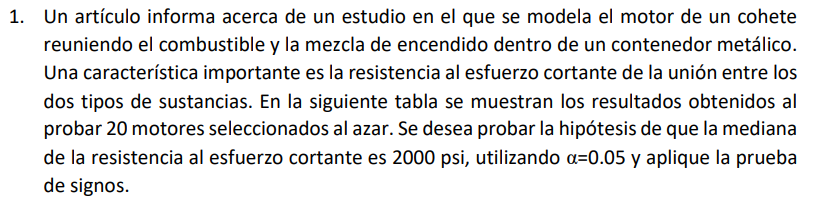 1. Un artículo informa acerca de un estudio en el que se modela el motor de un cohete
reuniendo el combustible y la mezcla de encendido dentro de un contenedor metálico.
Una característica importante es la resistencia al esfuerzo cortante de la unión entre los
dos tipos de sustancias. En la siguiente tabla se muestran los resultados obtenidos al
probar 20 motores seleccionados al azar. Se desea probar la hipótesis de que la mediana
de la resistencia al esfuerzo cortante es 2000 psi, utilizando α=0.05 y aplique la prueba
de signos.